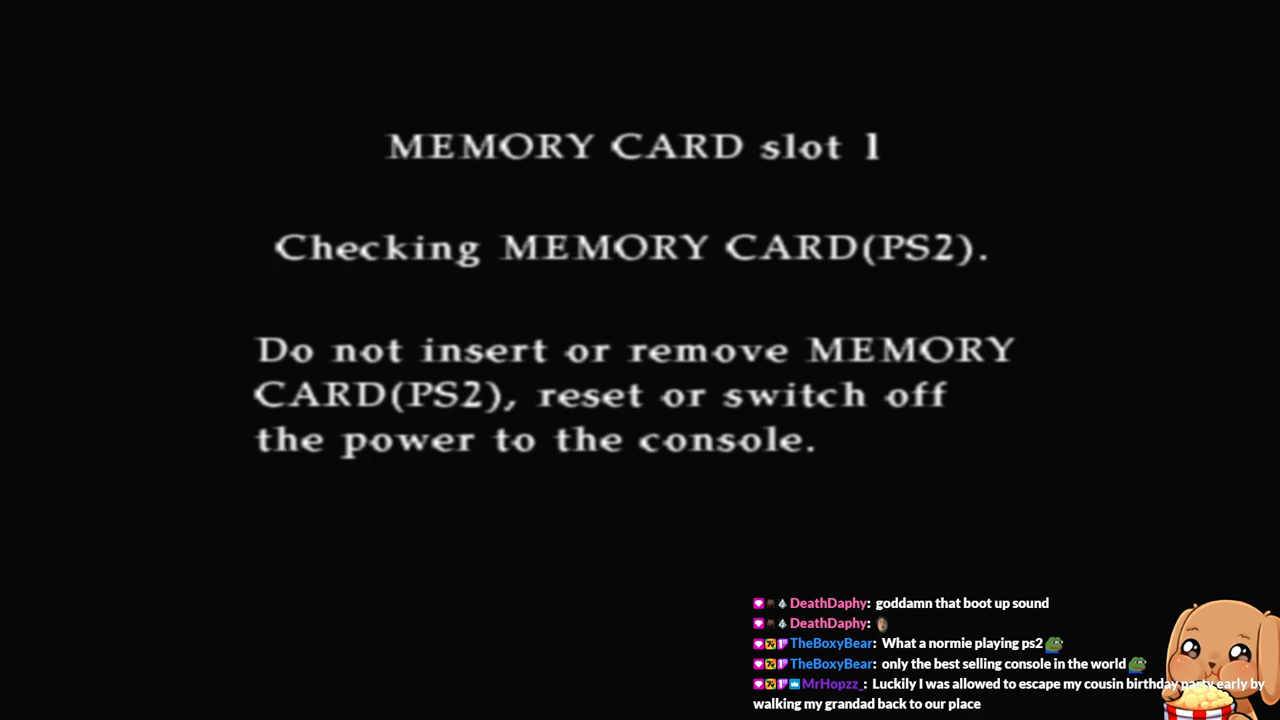 MEMORY CARD slot 1
Checking MEMORY CARD(PS2).
Do not insert or remove MEMORY
CARD(PS2), reset or switch off
the power to the console.
DeathDaphy: goddamn that boot up sound
DeathDaphy:
TheBoxyBear: What a normie playing ps2
TheBoxyBear: only the best selling console in the world
MrHopzz_: Luckily I was allowed to escape my cousin birthday party early by
walking my grandad back to our place